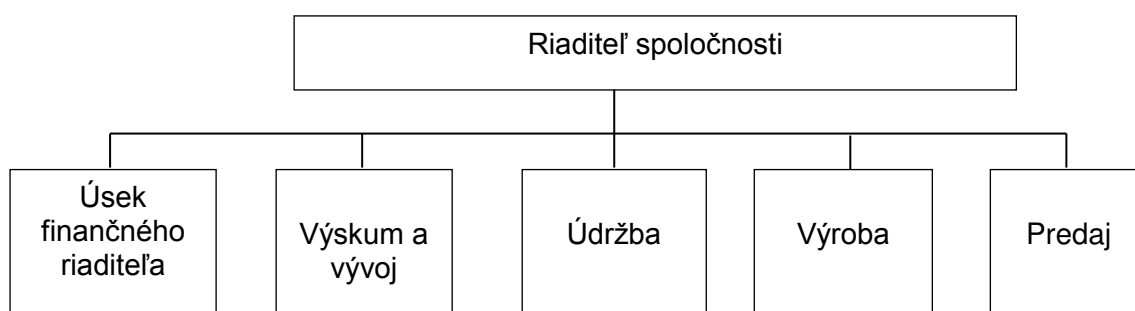 Riaditeľ spoločnosti
Úsek
finančného
riaditeľa
Výskum a
vývoj
Údržba
Výroba
Predaj